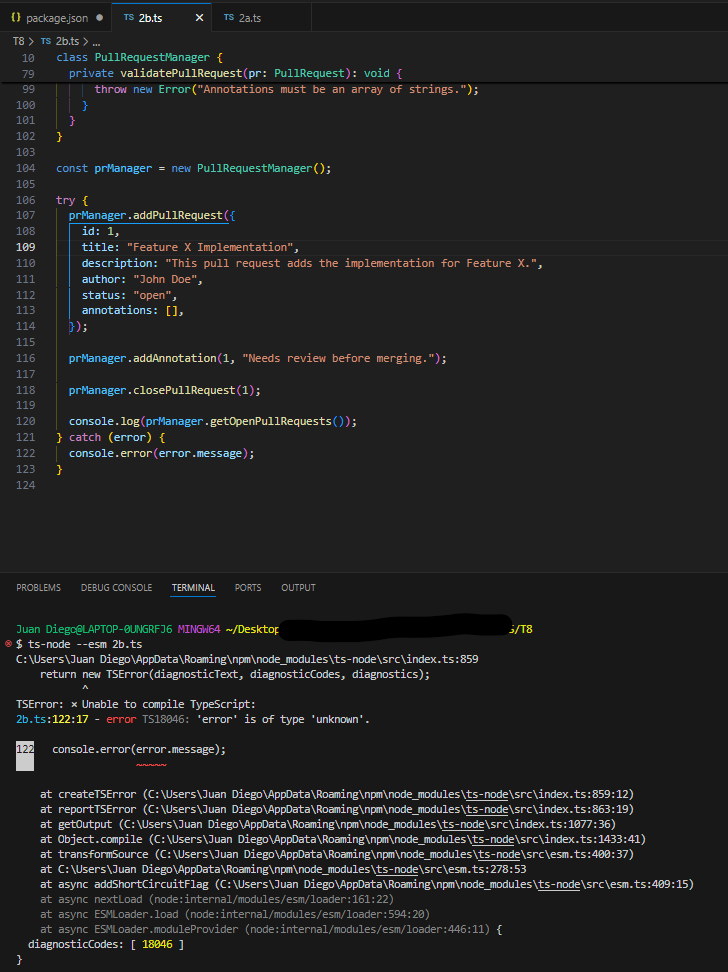 {} package.json ●
TS 2b.ts ×
TS 2a.ts
T8 > TS 2b.ts > ...
10 class PullRequestManager {
79 private validatePullRequest(pr: PullRequest): void {
99 throw new Error("Annotations must be an array of strings.");
100 }
101 }
102 }
103
104 const prManager = new PullRequestManager();
105
106 try {
107 prManager.addPullRequest({
108 id: 1,
109 title: "Feature X Implementation",
110 description: "This pull request adds the implementation for Feature X.",
111 author: "John Doe",
112 status: "open",
113 annotations: [],
114 });
115
116 prManager.addAnnotation(1, "Needs review before merging.");
117
118 prManager.closePullRequest(1);
119
120 console.log(prManager.getOpenPullRequests());
121 } catch (error) {
122 console.error(error.message);
123 }
124
PROBLEMS DEBUG CONSOLE TERMINAL PORTS OUTPUT
Juan Diego@LAPTOP-0UNGRFJ6 MINGW64 ~/Desktop /T8
$ ts-node --esm 2b.ts
C:\Users\Juan Diego\AppData\Roaming\npm\node_modules\ts-node\src\index.ts:859
return new TSError(diagnosticText, diagnosticCodes, diagnostics);
^
TSError: ⨯ Unable to compile TypeScript:
2b.ts:122:17 - error TS18046: 'error' is of type 'unknown'.
122 console.error(error.message);
~~~~~
at createTSError (C:\Users\Juan Diego\AppData\Roaming\npm\node_modules\ts-node\src\index.ts:859:12)
at reportTSError (C:\Users\Juan Diego\AppData\Roaming\npm\node_modules\ts-node\src\index.ts:863:19)
at getOutput (C:\Users\Juan Diego\AppData\Roaming\npm\node_modules\ts-node\src\index.ts:1077:36)
at Object.compile (C:\Users\Juan Diego\AppData\Roaming\npm\node_modules\ts-node\src\index.ts:1433:41)
at transformSource (C:\Users\Juan Diego\AppData\Roaming\npm\node_modules\ts-node\src\esm.ts:400:37)
at C:\Users\Juan Diego\AppData\Roaming\npm\node_modules\ts-node\src\esm.ts:278:53
at async addShortCircuitFlag (C:\Users\Juan Diego\AppData\Roaming\npm\node_modules\ts-node\src\esm.ts:409:15)
at async nextLoad (node:internal/modules/esm/loader:161:22)
at async ESMLoader.load (node:internal/modules/esm/loader:594:20)
at async ESMLoader.moduleProvider (node:internal/modules/esm/loader:446:11) {
diagnosticCodes: [ 18046 ]
}